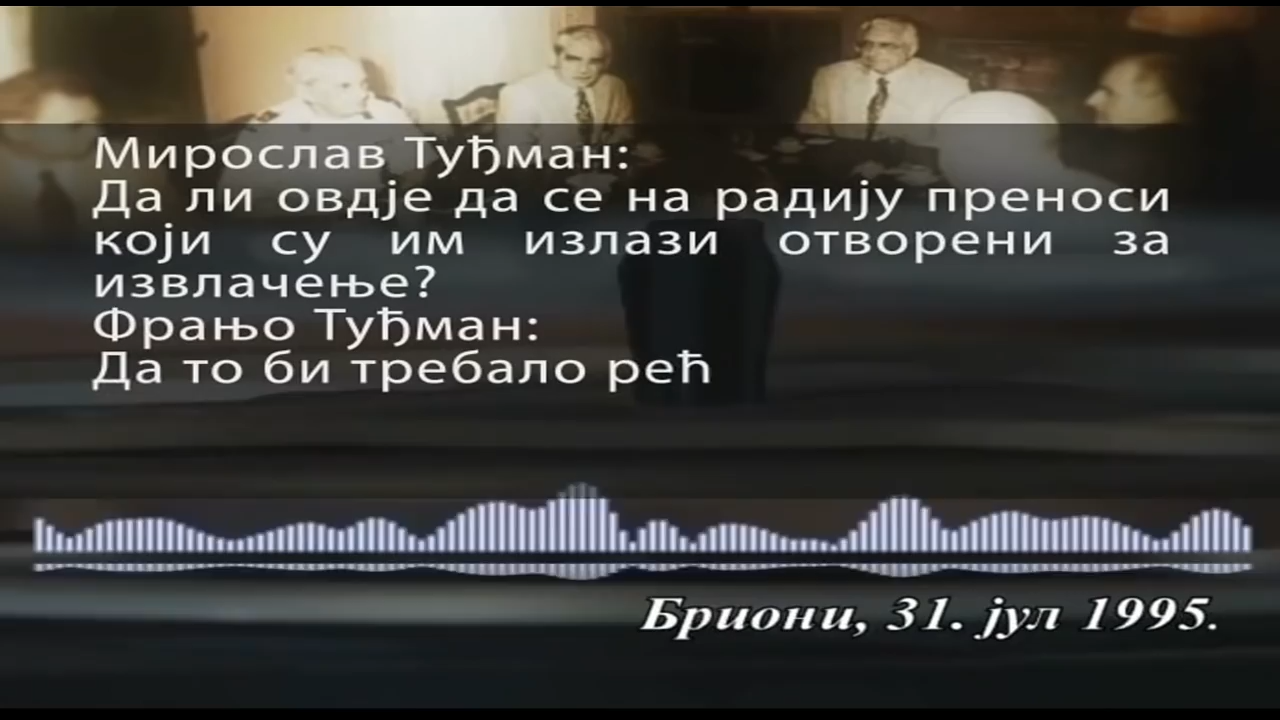 Мирослав Туђман:
Да ли овдје да се на радију преноси
који су им излази отворени за
извлачење?
Фрањо Туђман:
Да то би требало рећ
Бриони, 31. јул 1995.